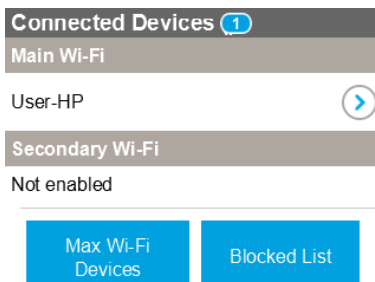 Connected Devices 1
Main Wi-Fi
User-HP
Secondary Wi-Fi
Not enabled
Max Wi-Fi
Devices
Blocked List